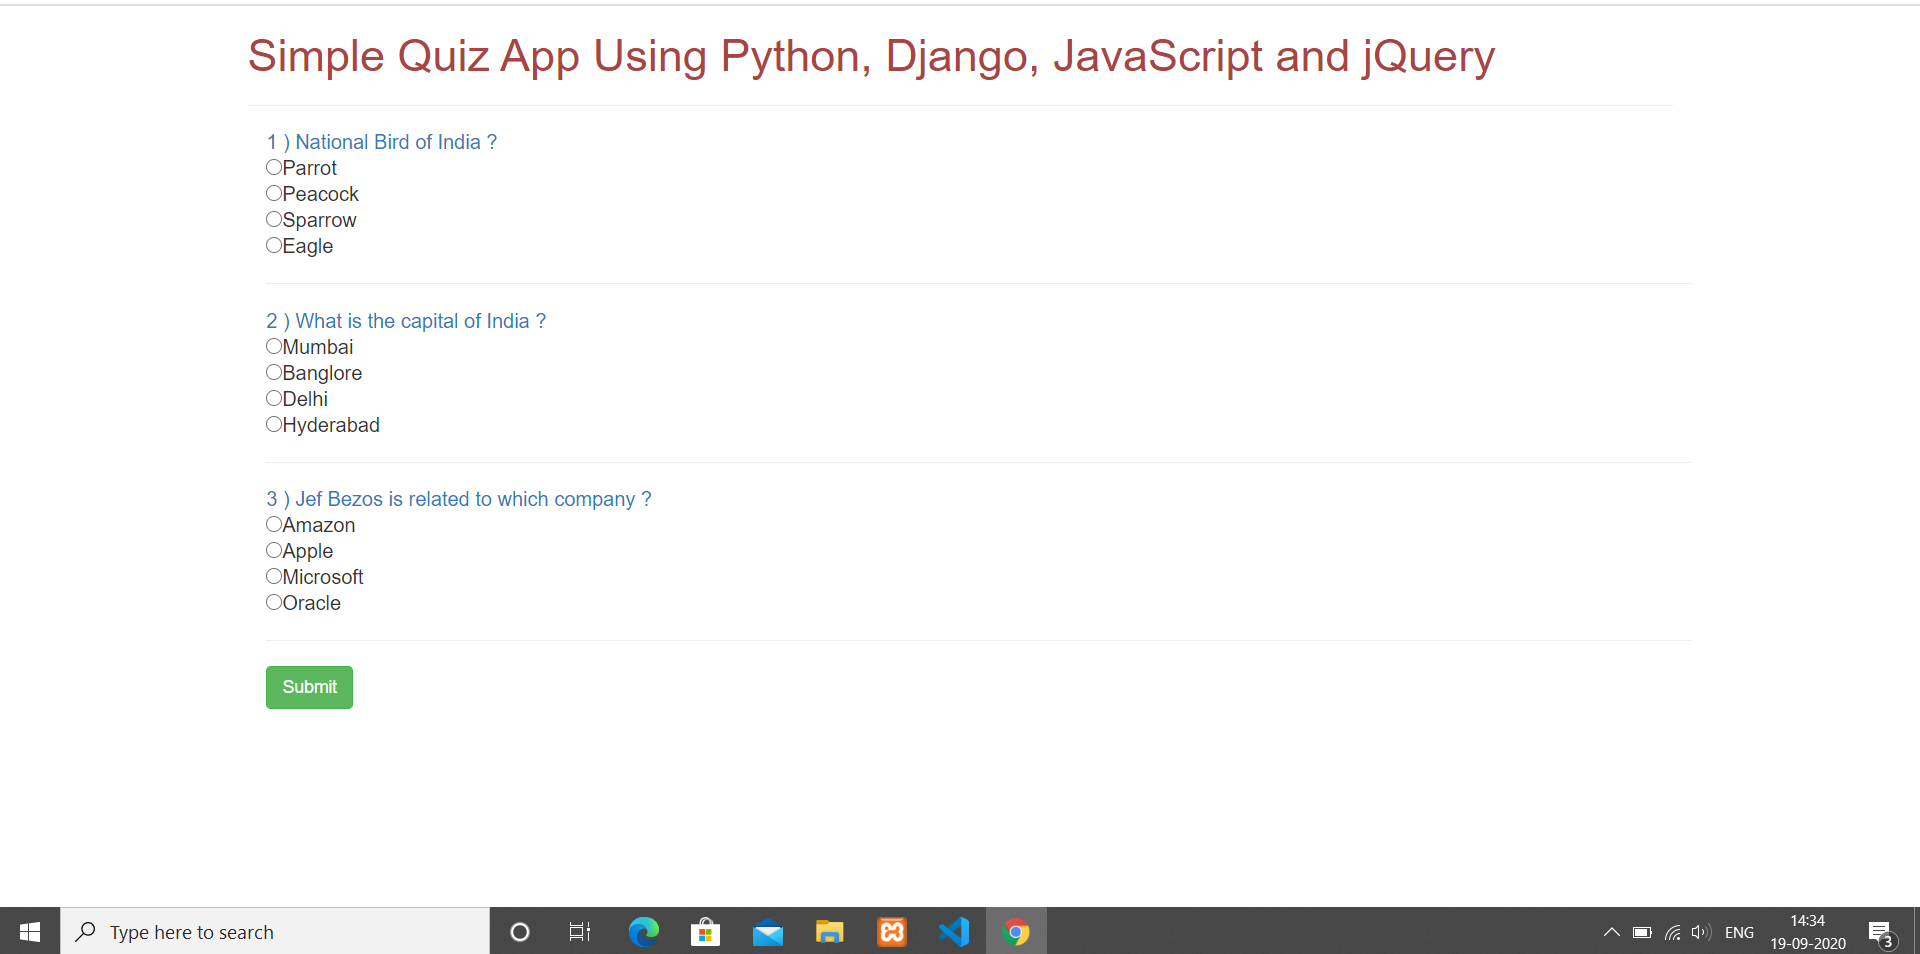 Simple Quiz App Using Python, Django, JavaScript and jQuery
1 ) National Bird of India ?
Parrot
Peacock
Sparrow
Eagle
2 ) What is the capital of India ?
Mumbai
Banglore
Delhi
Hyderabad
3 ) Jef Bezos is related to which company ?
Amazon
Apple
Microsoft
Oracle
Submit
Type here to search
ENG
14:34
19-09-2020
3